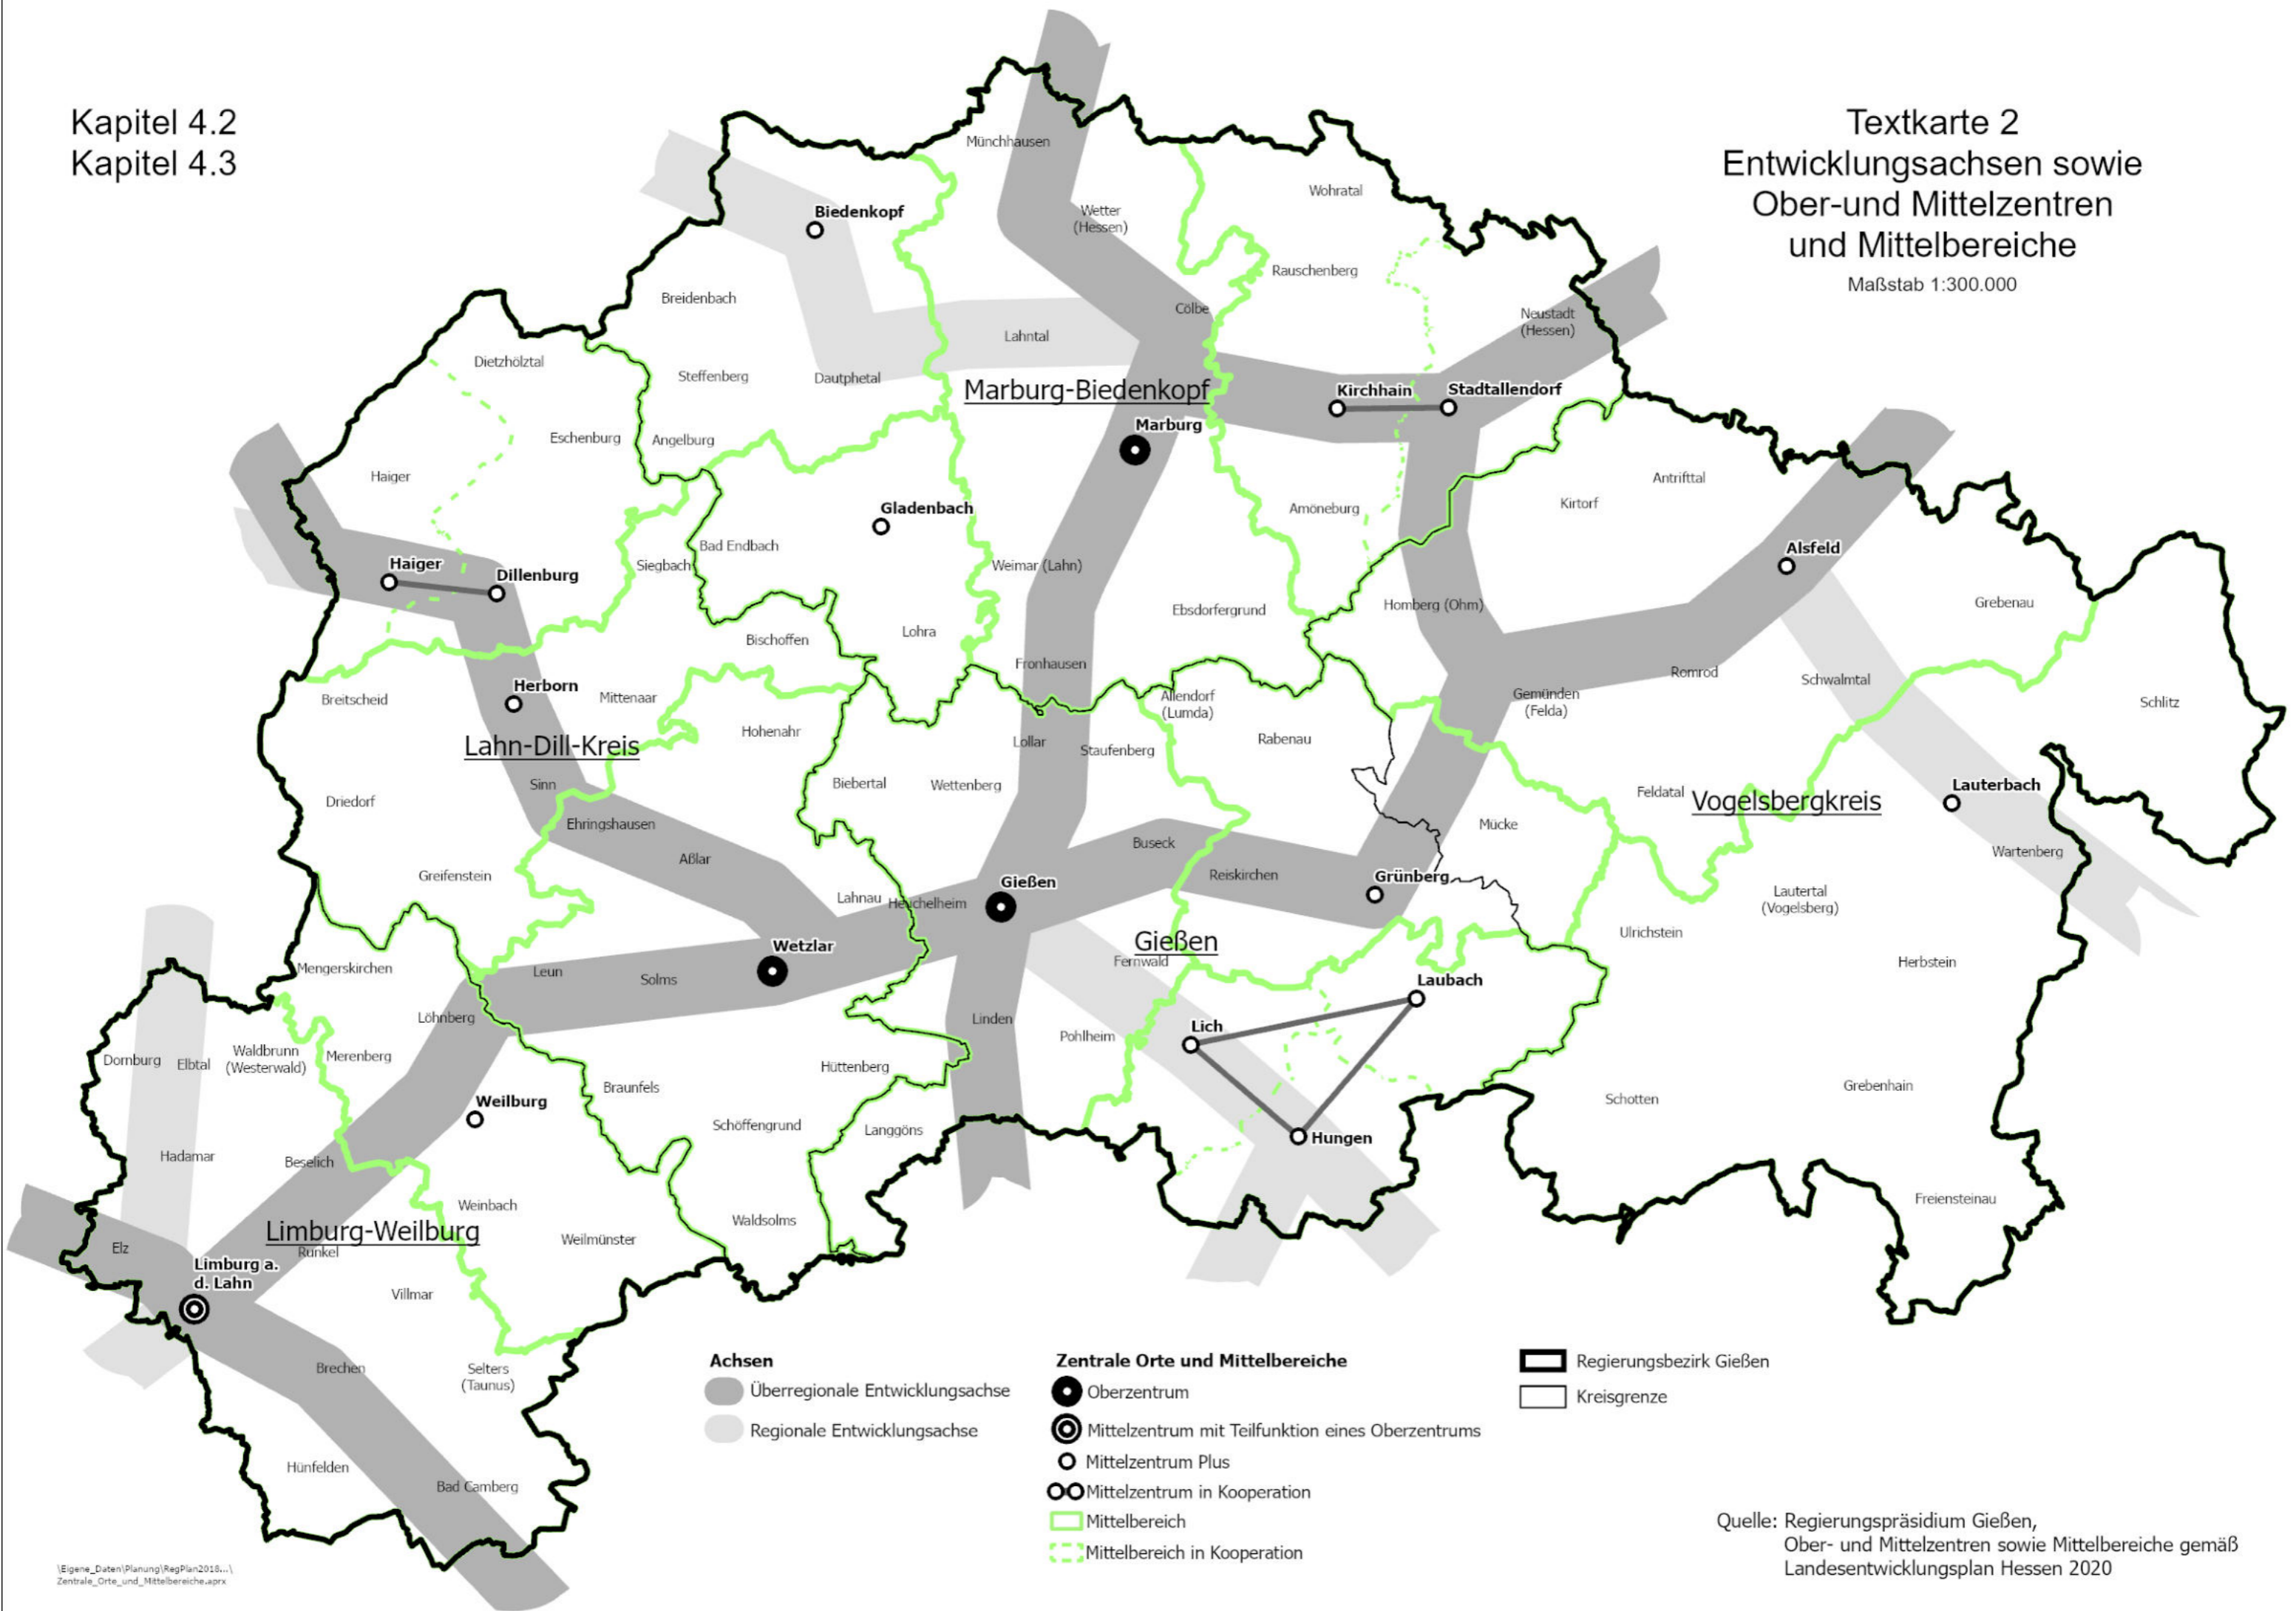 Kapitel 4.2
Kapitel 4.3
Textkarte 2
Entwicklungsachsen sowie
Ober-und Mittelzentren
und Mittelbereiche
Maßstab 1:300.000
Münchhausen
Wohratal
Biedenkopf
Wetter
(Hessen)
Rauschenberg
Breidenbach
Cölbe
Neustadt
(Hessen)
Lahntal
Dietzhölztal
Steffenberg
Dautphetal
Marburg-Biedenkopf
Kirchhain
Stadtallendorf
Marburg
Eschenburg
Angelburg
Haiger
Antrifttal
Kirtorf
Gladenbach
Amöneburg
Bad Endbach
Alsfeld
Haiger
Dillenburg
Siegbach
Weimar (Lahn)
Ebsdorfergrund
Homberg (Ohm)
Grebenau
Bischoffen
Lohra
Fronhausen
Romrod
Schwalmtal
Herborn
Breitscheid
Mittenaar
Allendorf
(Lumda)
Gemünden
(Felda)
Schlitz
Lahn-Dill-Kreis
Hohenahr
Lollar
Staufenberg
Rabenau
Sinn
Biebertal
Wettenberg
Lauterbach
Driedorf
Feldatal
Vogelsbergkreis
Ehringshausen
Mücke
Aßlar
Buseck
Wartenberg
Greifenstein
Reiskirchen
Grünberg
Gießen
Lahnau
Heuchelheim
Lautertal
(Vogelsberg)
Wetzlar
Gießen
Ulrichstein
Mengerskirchen
Leun
Solms
Fernwald
Herbstein
Laubach
Löhnberg
Linden
Lich
Pohlheim
Dornburg
Elbtal
Waldbrunn
(Westerwald)
Merenberg
Hüttenberg
Braunfels
Grebenhain
Weilburg
Schotten
Schöffengrund
Langgöns
Hungen
Hadamar
Beselich
Weinbach
Freiensteinau
Waldsolms
Limburg-Weilburg
Weilmünster
Elz
Runkel
Limburg a.
d. Lahn
Villmar
Brechen
Selters
(Taunus)
Hünfelden
Bad Camberg
Achsen
Überregionale Entwicklungsachse
Regionale Entwicklungsachse
Zentrale Orte und Mittelbereiche
Oberzentrum
Mittelzentrum mit Teilfunktion eines Oberzentrums
Mittelzentrum Plus
Mittelzentrum in Kooperation
Mittelbereich
Mittelbereich in Kooperation
Regierungsbezirk Gießen
Kreisgrenze
Quelle: Regierungspräsidium Gießen,
Ober- und Mittelzentren sowie Mittelbereiche gemäß
Landesentwicklungsplan Hessen 2020
\Eigene_Daten\Planung\RegPlan2018...\
Zentrale_Orte_und_Mittelbereiche.aprx